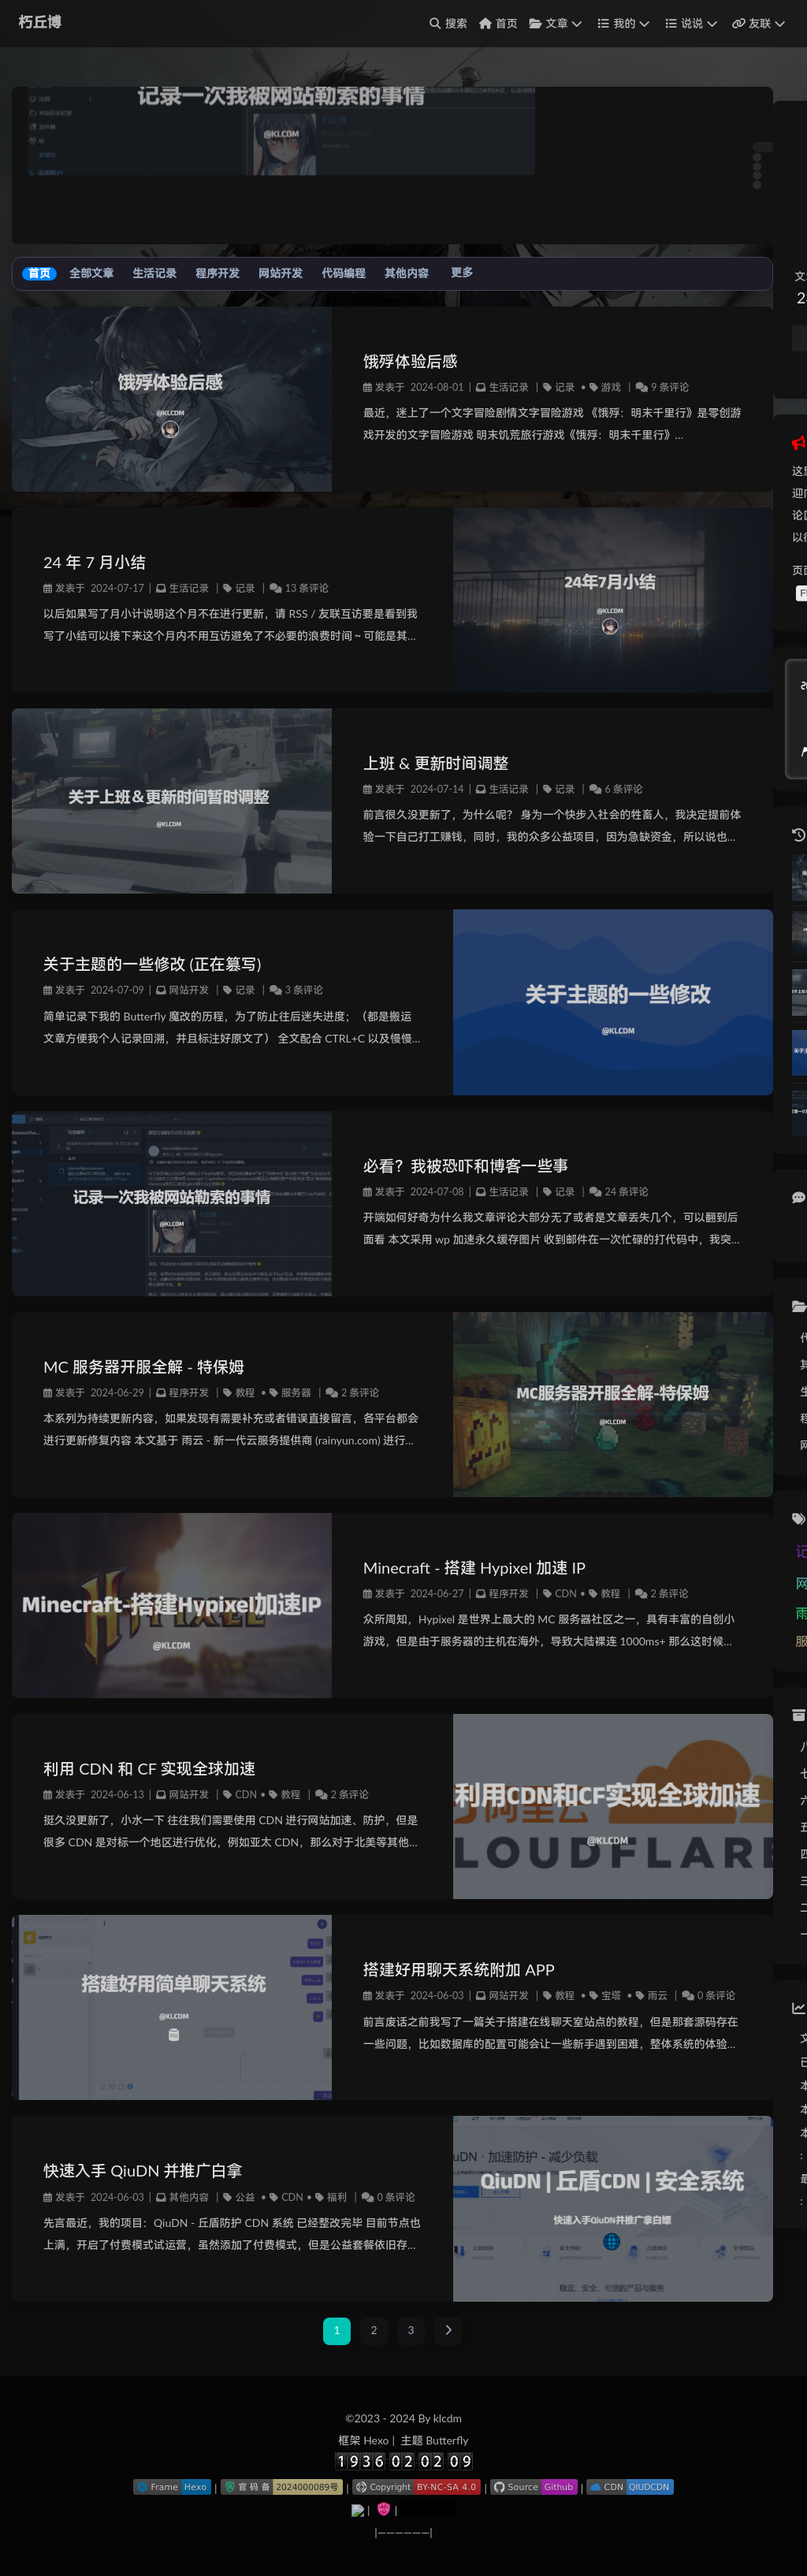 朽丘博
搜索 首页 文章 我的 说说 友联
记录一次我被网站勒索的事情
@KLCDM
首页 全部文章 生活记录 程序开发 网站开发 代码编程 其他内容 更多
饿殍体验后感
@KLCDM
饿殍体验后感
发表于 2024-08-01 | 生活记录 | 记录 • 游戏 | 9 条评论
最近，迷上了一个文字冒险剧情文字冒险游戏 《饿殍：明末千里行》是零创游
戏开发的文字冒险游戏 明末饥荒旅行游戏《饿殍：明末千里行》...
24 年 7 月小结
发表于 2024-07-17 | 生活记录 | 记录 | 13 条评论
以后如果写了月小计说明这个月不在进行更新，请 RSS / 友联互访要是看到我
写了小结可以接下来这个月内不用互访避免了不必要的浪费时间 ~ 可能是其...
24年7月小结
@KLCDM
关于上班&更新时间暂时调整
@KLCDM
上班 & 更新时间调整
发表于 2024-07-14 | 生活记录 | 记录 | 6 条评论
前言很久没更新了，为什么呢？ 身为一个快步入社会的牲畜人，我决定提前体
验一下自己打工赚钱，同时，我的众多公益项目，因为急缺资金，所以说也...
关于主题的一些修改 (正在篡写)
发表于 2024-07-09 | 网站开发 | 记录 | 3 条评论
简单记录下我的 Butterfly 魔改的历程，为了防止往后迷失进度；（都是搬运
文章方便我个人记录回溯，并且标注好原文了） 全文配合 CTRL+C 以及慢慢...
关于主题的一些修改
@KLCDM
记录一次我被网站勒索的事情
@KLCDM
必看？我被恐吓和博客一些事
发表于 2024-07-08 | 生活记录 | 记录 | 24 条评论
开端如何好奇为什么我文章评论大部分无了或者是文章丢失几个，可以翻到后
面看 本文采用 wp 加速永久缓存图片 收到邮件在一次忙碌的打代码中，我突...
MC 服务器开服全解 - 特保姆
发表于 2024-06-29 | 程序开发 | 教程 • 服务器 | 2 条评论
本系列为持续更新内容，如果发现有需要补充或者错误直接留言，各平台都会
进行更新修复内容 本文基于 雨云 - 新一代云服务提供商 (rainyun.com) 进行...
MC服务器开服全解-特保姆
@KLCDM
Minecraft-搭建Hypixel加速IP
@KLCDM
Minecraft - 搭建 Hypixel 加速 IP
发表于 2024-06-27 | 程序开发 | CDN • 教程 | 2 条评论
众所周知，Hypixel 是世界上最大的 MC 服务器社区之一，具有丰富的自创小
游戏，但是由于服务器的主机在海外，导致大陆裸连 1000ms+ 那么这时候...
利用 CDN 和 CF 实现全球加速
发表于 2024-06-13 | 网站开发 | CDN • 教程 | 2 条评论
挺久没更新了，小水一下 往往我们需要使用 CDN 进行网站加速、防护，但是
很多 CDN 是对标一个地区进行优化，例如亚太 CDN，那么对于北美等其他...
利用CDN和CF实现全球加速
@KLCDM
阿里云
CLOUDFLARE
搭建好用简单聊天系统
@KLCDM
搭建好用聊天系统附加 APP
发表于 2024-06-03 | 网站开发 | 教程 • 宝塔 • 雨云 | 0 条评论
前言废话之前我写了一篇关于搭建在线聊天室站点的教程，但是那套源码存在
一些问题，比如数据库的配置可能会让一些新手遇到困难，整体系统的体验...
快速入手 QiuDN 并推广白拿
发表于 2024-06-03 | 其他内容 | 公益 • CDN • 福利 | 0 条评论
先言最近，我的项目：QiuDN - 丘盾防护 CDN 系统 已经整改完毕 目前节点也
上满，开启了付费模式试运营，虽然添加了付费模式，但是公益套餐依旧存...
QiuDN | 丘盾CDN | 安全系统
快速入手QiuDN并推广白嫖
稳定、安全、可信的产品与服务
1 2 3
©2023 - 2024 By klcdm
框架 Hexo | 主题 Butterfly
1936 02 02 09
Frame Hexo | 官 码 备 2024000089号 | Copyright BY-NC-SA 4.0 | Source Github | CDN QIUDCDN
|——————|